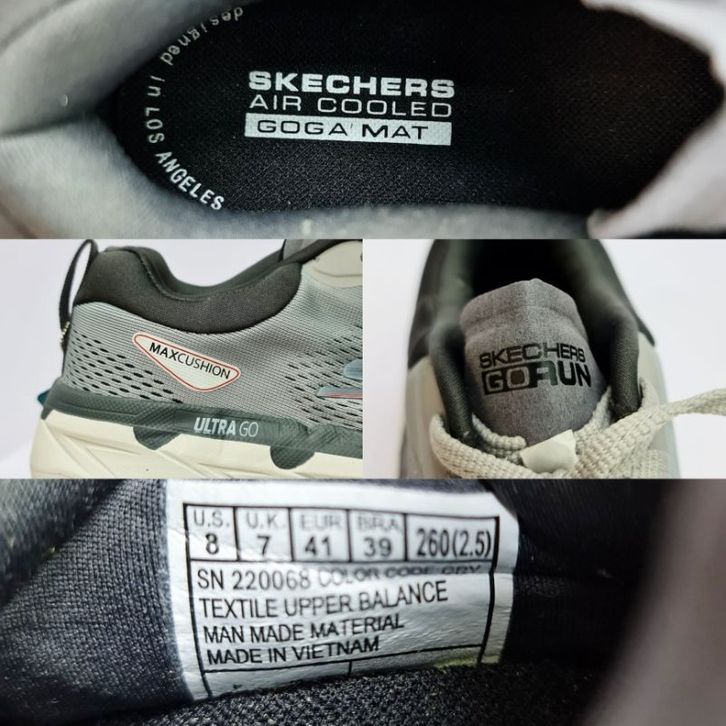 designed in LOS ANGELES
SKECHERS
AIR COOLED
GOGA MAT
MAXCUSHION
ULTRA GO
SKECHERS
GORUN
U.S. U.K. EUR BRA
8 7 41 39 260(2.5)
SN 220068 COLOR CODE GRY
TEXTILE UPPER BALANCE
MAN MADE MATERIAL
MADE IN VIETNAM